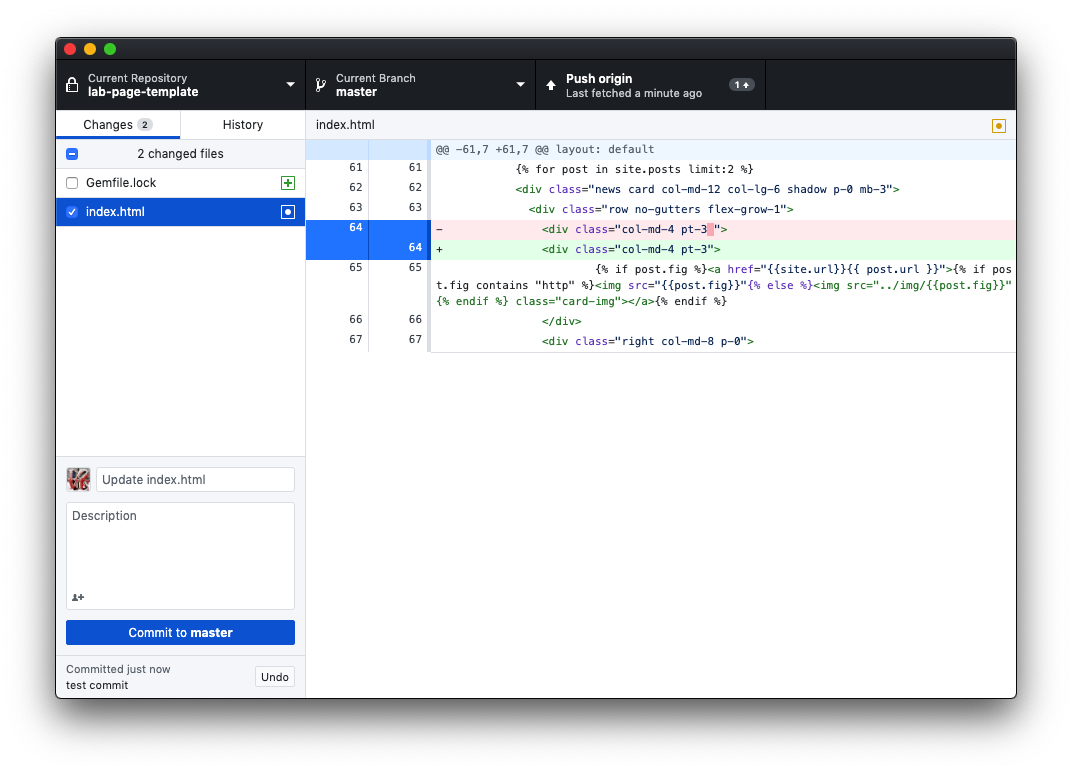 Current Repository
lab-page-template
Current Branch
master
Push origin
Last fetched a minute ago
1
Changes 2
History
2 changed files
Gemfile.lock
index.html
Update index.html
Description
Commit to master
Committed just now
test commit
Undo
index.html
@@ -61,7 +61,7 @@ layout: default
61 61 {% for post in site.posts limit:2 %}
62 62 <div class="news card col-md-12 col-lg-6 shadow p-0 mb-3">
63 63 <div class="row no-gutters flex-grow-1">
64 - <div class="col-md-4 pt-3 ">
64 + <div class="col-md-4 pt-3">
65 65 {% if post.fig %}<a href="{{site.url}}{{ post.url }}">{% if pos
t.fig contains "http" %}<img src="{{post.fig}}"{% else %}<img src="../img/{{post.fig}}"
{% endif %} class="card-img"></a>{% endif %}
66 66 </div>
67 67 <div class="right col-md-8 p-0">